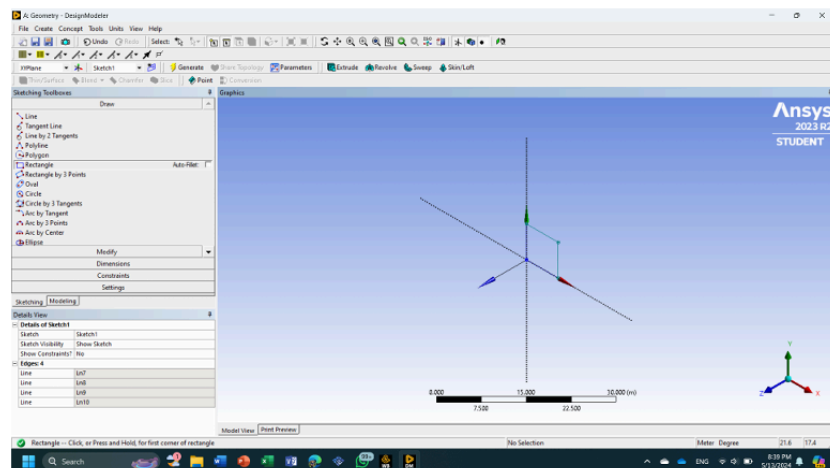 A: Geometry - DesignModeler
File Create Concept Tools Units View Help
Undo Redo Select:
XYPlane Sketch1 Generate Share Topology Parameters Extrude Revolve Sweep Skin/Loft
Thin/Surface Blend Chamfer Slice Point Conversion
Sketching Toolboxes Graphics
Draw
Line
Tangent Line
Line by 2 Tangents
Polyline
Polygon
Rectangle Auto-Fillet:
Rectangle by 3 Points
Oval
Circle
Circle by 3 Tangents
Arc by Tangent
Arc by 3 Points
Arc by Center
Ellipse
Modify
Dimensions
Constraints
Settings
Sketching Modeling
Details View
Details of Sketch1
Sketch Sketch1
Sketch Visibility Show Sketch
Show Constraints? No
Edges: 4
Line Ln7
Line Ln8
Line Ln9
Line Ln10
Ansys
2023 R2
STUDENT
0.000 15.000 30.000 (m)
7.500 22.500
Y
Z X
Model View Print Preview
Rectangle -- Click, or Press and Hold, for first corner of rectangle No Selection Meter Degree 21.6 17.4
Search 99+ WB DM ENG 8:39 PM
5/13/2024